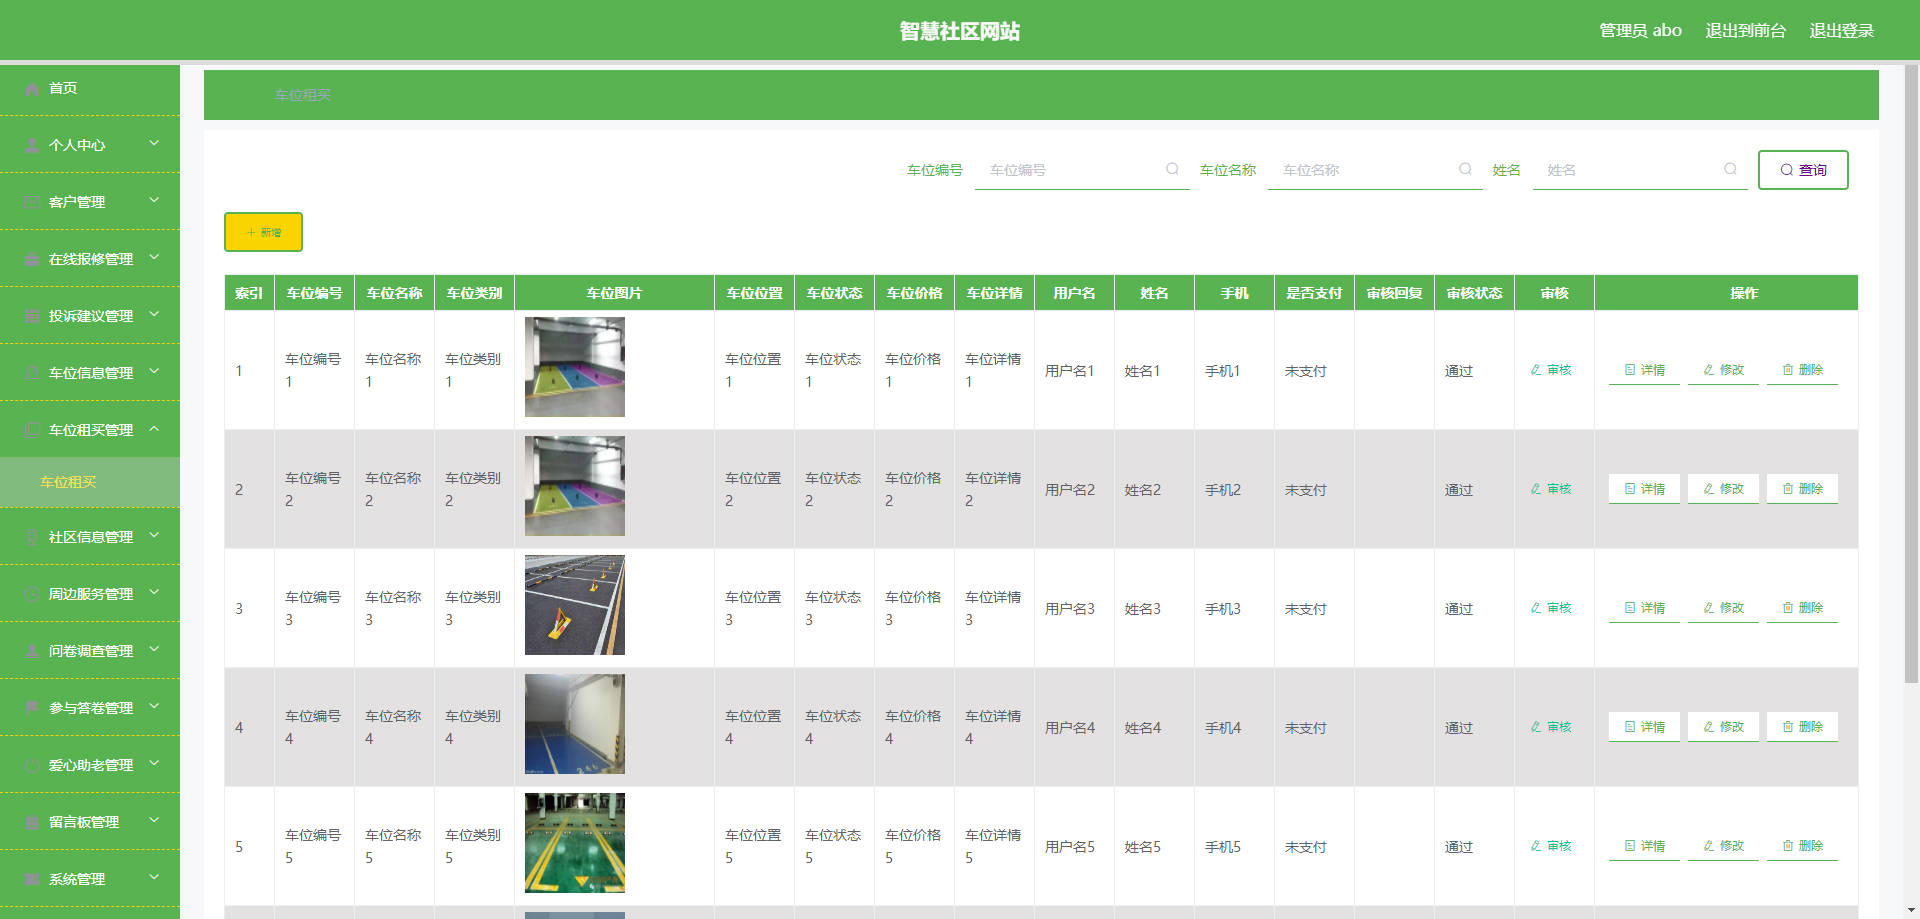 智慧社区网站
管理员 abo 退出到前台 退出登录
首页
个人中心
客户管理
在线报修管理
投诉建议管理
车位信息管理
车位租买管理
车位租买
社区信息管理
周边服务管理
问卷调查管理
参与答卷管理
爱心助老管理
留言板管理
系统管理
车位租买
车位编号 车位编号 车位名称 车位名称 姓名 姓名 查询
新增
索引 车位编号 车位名称 车位类别 车位图片 车位位置 车位状态 车位价格 车位详情 用户名 姓名 手机 是否支付 审核回复 审核状态 审核 操作
1 车位编号1 车位名称1 车位类别1 车位位置1 车位状态1 车位价格1 车位详情1 用户名1 姓名1 手机1 未支付 通过 审核 详情 修改 删除
2 车位编号2 车位名称2 车位类别2 车位位置2 车位状态2 车位价格2 车位详情2 用户名2 姓名2 手机2 未支付 通过 审核 详情 修改 删除
3 车位编号3 车位名称3 车位类别3 车位位置3 车位状态3 车位价格3 车位详情3 用户名3 姓名3 手机3 未支付 通过 审核 详情 修改 删除
4 车位编号4 车位名称4 车位类别4 车位位置4 车位状态4 车位价格4 车位详情4 用户名4 姓名4 手机4 未支付 通过 审核 详情 修改 删除
5 车位编号5 车位名称5 车位类别5 车位位置5 车位状态5 车位价格5 车位详情5 用户名5 姓名5 手机5 未支付 通过 审核 详情 修改 删除